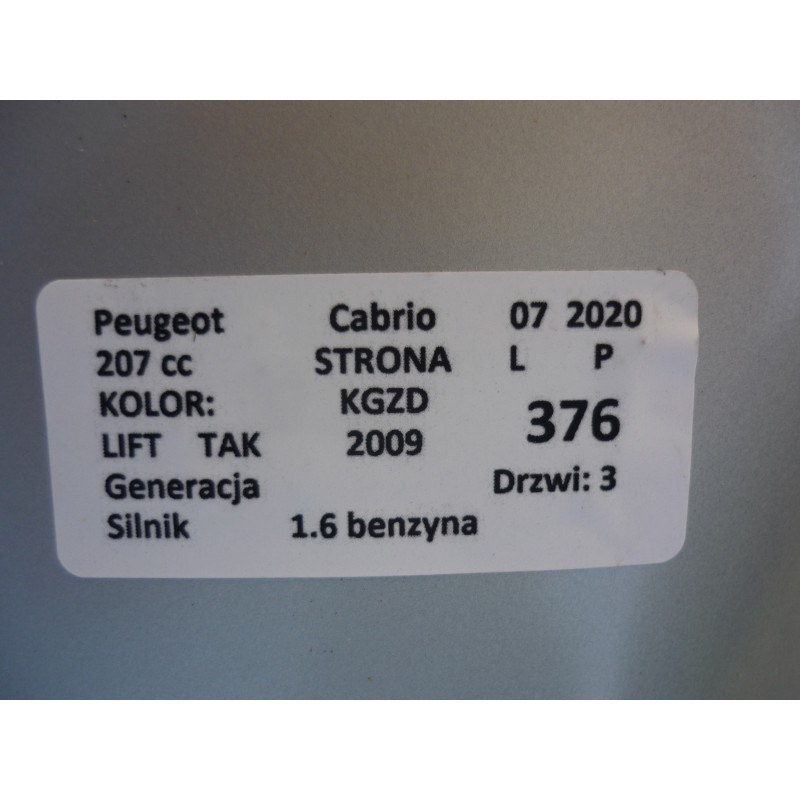 Peugeot Cabrio 07 2020
207 cc STRONA L P
KOLOR: KGZD 376
LIFT TAK 2009
Generacja Drzwi: 3
Silnik 1.6 benzyna